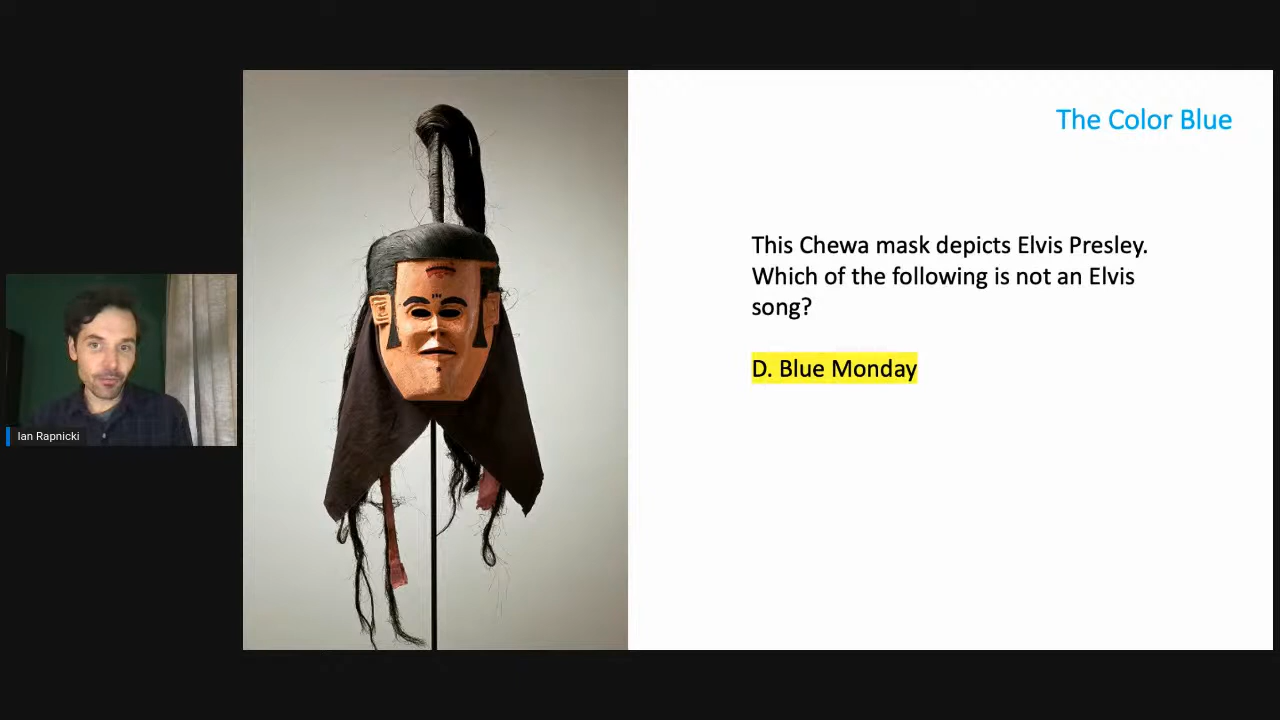 The Color Blue
This Chewa mask depicts Elvis Presley.
Which of the following is not an Elvis
song?
D. Blue Monday
Ian Rapnicki